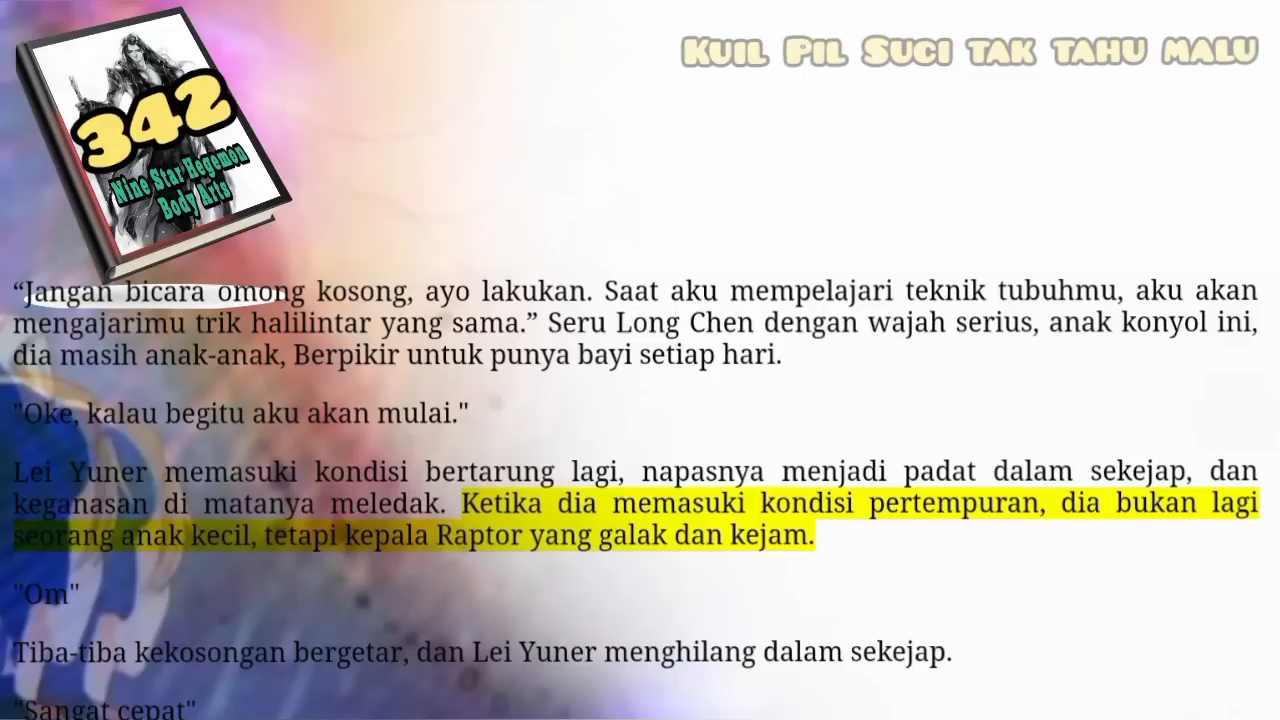 Kuil Pil Suci tak tahu malu
342
Nine Star Hegemon
Body Arts
“Jangan bicara omong kosong, ayo lakukan. Saat aku mempelajari teknik tubuhmu, aku akan
mengajarimu trik halilintar yang sama.” Seru Long Chen dengan wajah serius, anak konyol ini,
dia masih anak-anak, Berpikir untuk punya bayi setiap hari.
"Oke, kalau begitu aku akan mulai."
Lei Yuner memasuki kondisi bertarung lagi, napasnya menjadi padat dalam sekejap, dan
keganasan di matanya meledak. Ketika dia memasuki kondisi pertempuran, dia bukan lagi
seorang anak kecil, tetapi kepala Raptor yang galak dan kejam.
"Om"
Tiba-tiba kekosongan bergetar, dan Lei Yuner menghilang dalam sekejap.
"Sangat cepat"